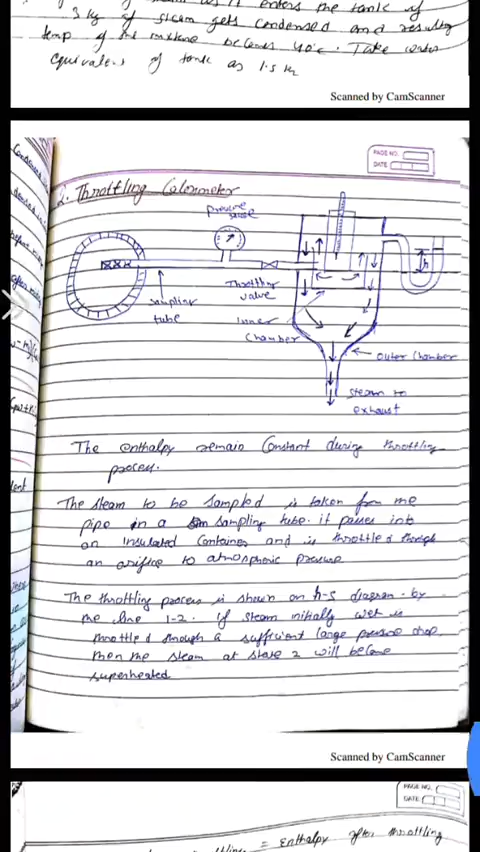 3 kg of steam gets condensed and resulting
temp of the mixture becomes 40°c. Take water
equivalent of tank as 1.5 kg
Scanned by CamScanner
PAGE NO.
DATE
2. Throttling Calorimeter
Pressure
Throttling
valve
Sampling
tube
Inner
Chamber
h
outer Chamber
Steam to
exhaust
The enthalpy remain Constant during throttling
process.
The steam to be sampled is taken from the
pipe in a sampling tube. it passes into
an insulated Container and is throttled through
an orifice to atmospheric pressure
The throttling process is shown on h-s diagram by
the line 1-2. if steam initially wet is
throttled through a sufficient large pressure drop
then the steam at state 2 will become
superheated
Scanned by CamScanner
PAGE NO.
DATE
= Enthalpy after throttling